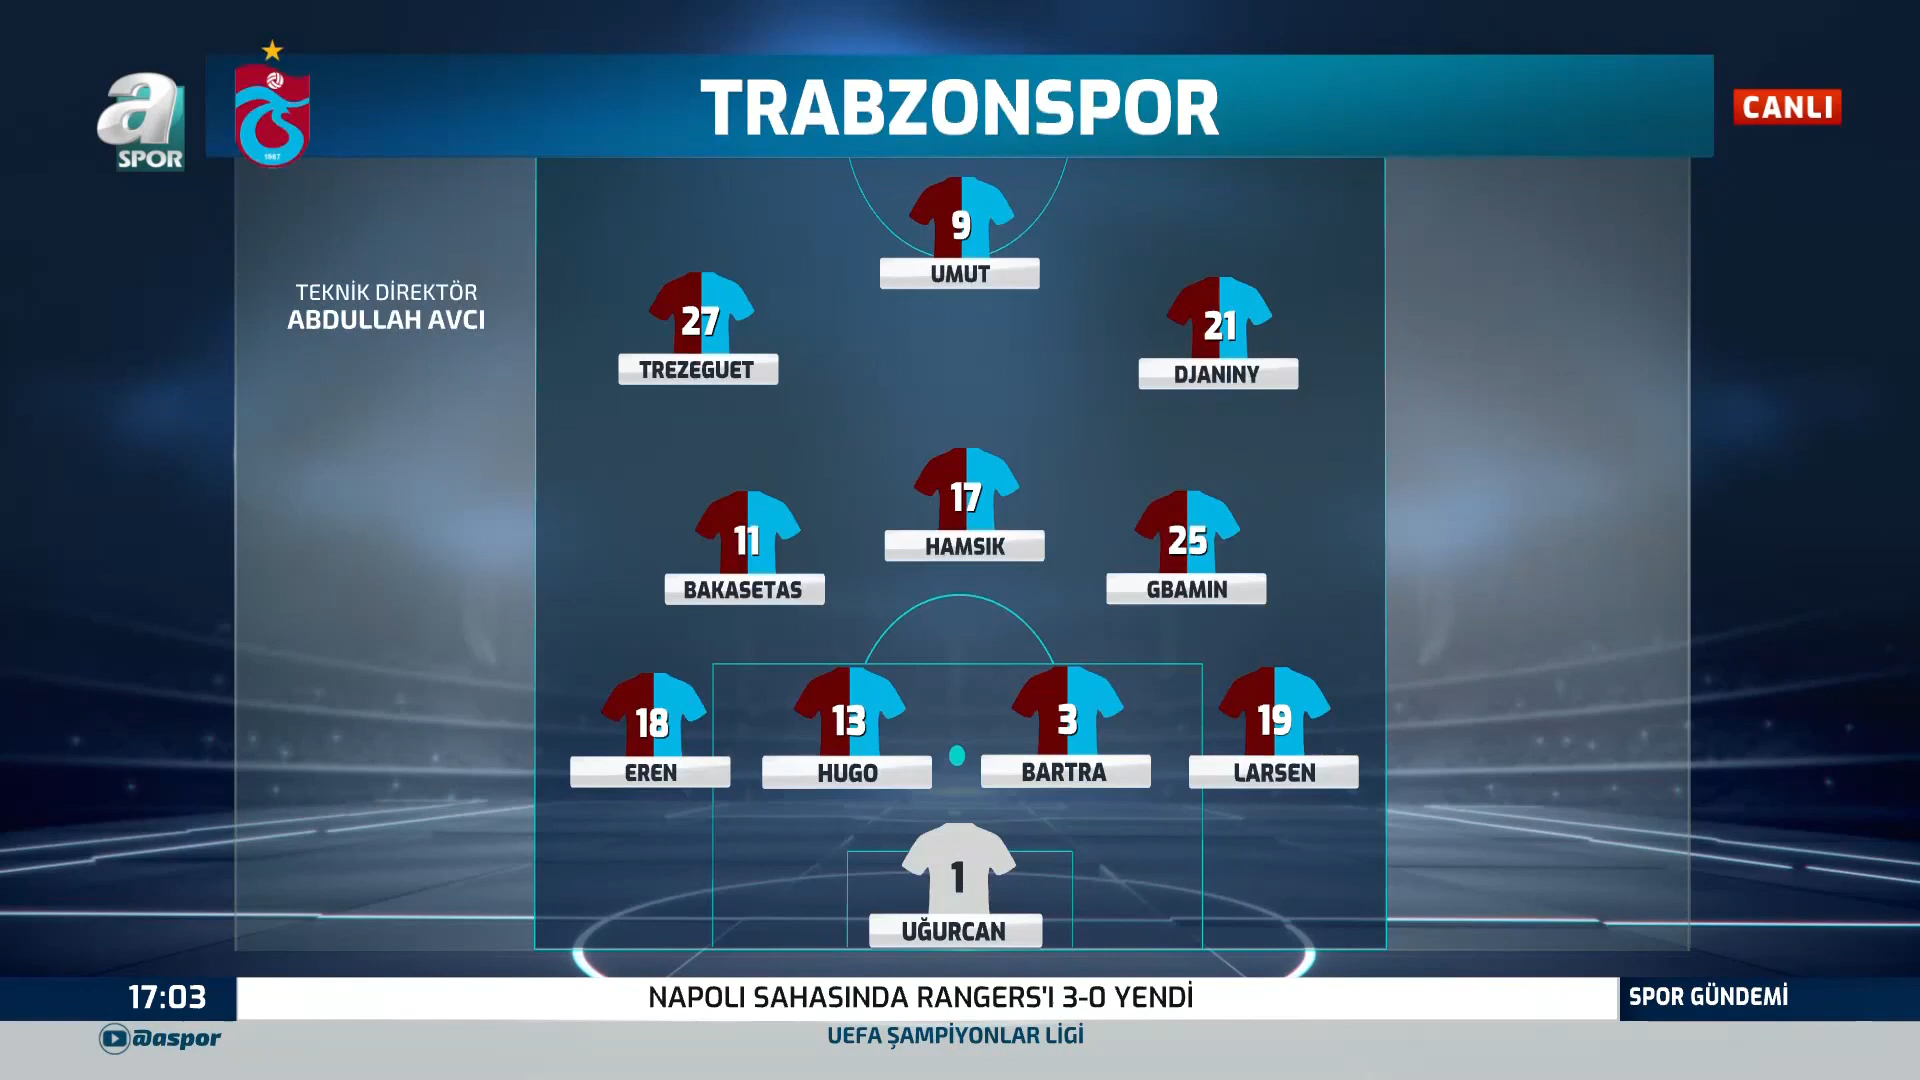 a
SPOR
1967
TRABZONSPOR
CANLI
TEKNİK DİREKTÖR
ABDULLAH AVCI
9
UMUT
27
TREZEGUET
21
DJANINY
17
HAMSIK
11
BAKASETAS
25
GBAMIN
18
EREN
13
HUGO
3
BARTRA
19
LARSEN
1
UĞURCAN
17:03
NAPOLI SAHASINDA RANGERS'I 3-0 YENDİ
SPOR GÜNDEMİ
@aspor
UEFA ŞAMPİYONLAR LİGİ